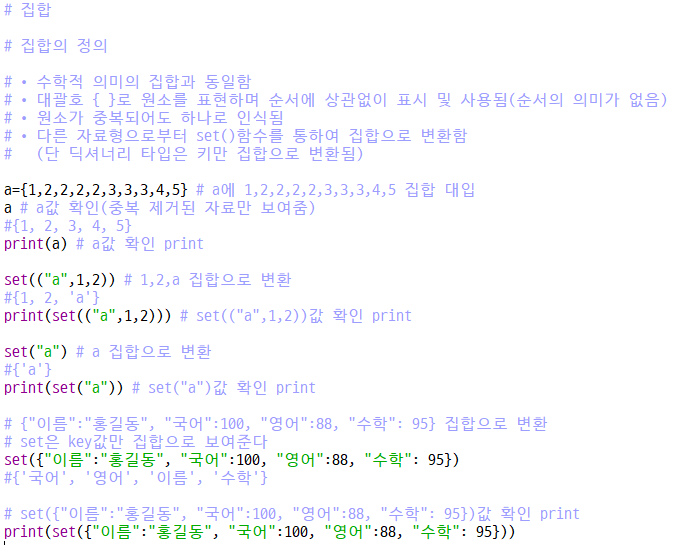 # 집합
# 집합의 정의
# • 수학적 의미의 집합과 동일함
# • 대괄호 { }로 원소를 표현하며 순서에 상관없이 표시 및 사용됨(순서의 의미가 없음)
# • 원소가 중복되어도 하나로 인식됨
# • 다른 자료형으로부터 set()함수를 통하여 집합으로 변환함
#   (단 딕셔너리 타입은 키만 집합으로 변환됨)
a={1,2,2,2,2,3,3,3,4,5} # a에 1,2,2,2,2,3,3,3,4,5 집합 대입
a # a값 확인(중복 제거된 자료만 보여줌)
#{1, 2, 3, 4, 5}
print(a) # a값 확인 print
set(("a",1,2)) # 1,2,a 집합으로 변환
#{1, 2, 'a'}
print(set(("a",1,2))) # set(("a",1,2))값 확인 print
set("a") # a 집합으로 변환
#{'a'}
print(set("a")) # set("a")값 확인 print
# {"이름":"홍길동", "국어":100, "영어":88, "수학": 95} 집합으로 변환
# set은 key값만 집합으로 보여준다
set({"이름":"홍길동", "국어":100, "영어":88, "수학": 95})
#{'국어', '영어', '이름', '수학'}
# set({"이름":"홍길동", "국어":100, "영어":88, "수학": 95})값 확인 print
print(set({"이름":"홍길동", "국어":100, "영어":88, "수학": 95}))